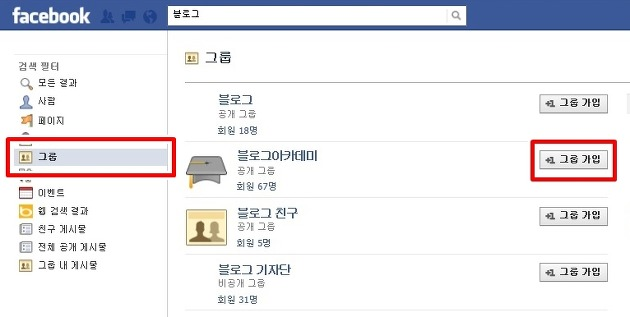 facebook
블로그
검색 필터
모든 결과
사람
페이지
그룹
이벤트
웹 검색 결과
친구 게시물
전체 공개 게시물
그룹 내 게시물
그룹
블로그
공개 그룹
회원 18명
+1 그룹 가입
블로그아카데미
공개 그룹
회원 67명
+1 그룹 가입
블로그 친구
공개 그룹
회원 5명
+1 그룹 가입
블로그 기자단
비공개 그룹
회원 31명
+1 그룹 가입